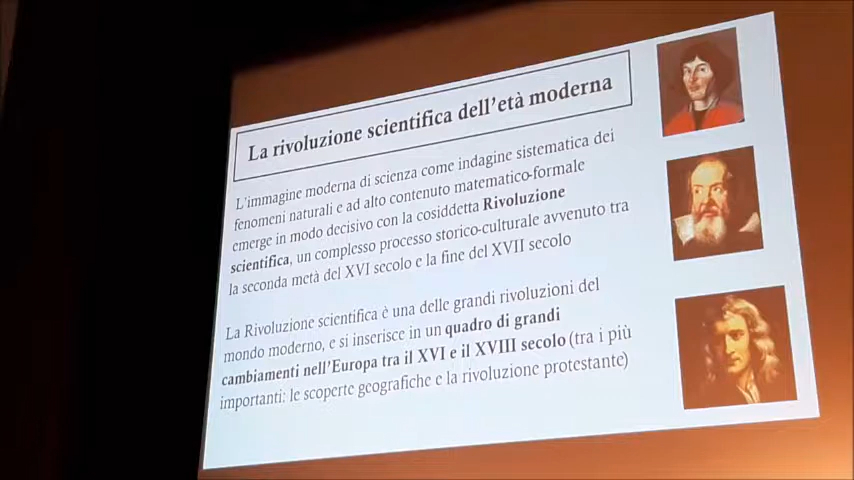 La rivoluzione scientifica dell'età moderna
L'immagine moderna di scienza come indagine sistematica dei
fenomeni naturali e ad alto contenuto matematico-formale
emerge in modo decisivo con la cosiddetta Rivoluzione
scientifica, un complesso processo storico-culturale avvenuto tra
la seconda metà del XVI secolo e la fine del XVII secolo
La Rivoluzione scientifica è una delle grandi rivoluzioni del
mondo moderno, e si inserisce in un quadro di grandi
cambiamenti nell'Europa tra il XVI e il XVIII secolo (tra i più
importanti: le scoperte geografiche e la rivoluzione protestante)